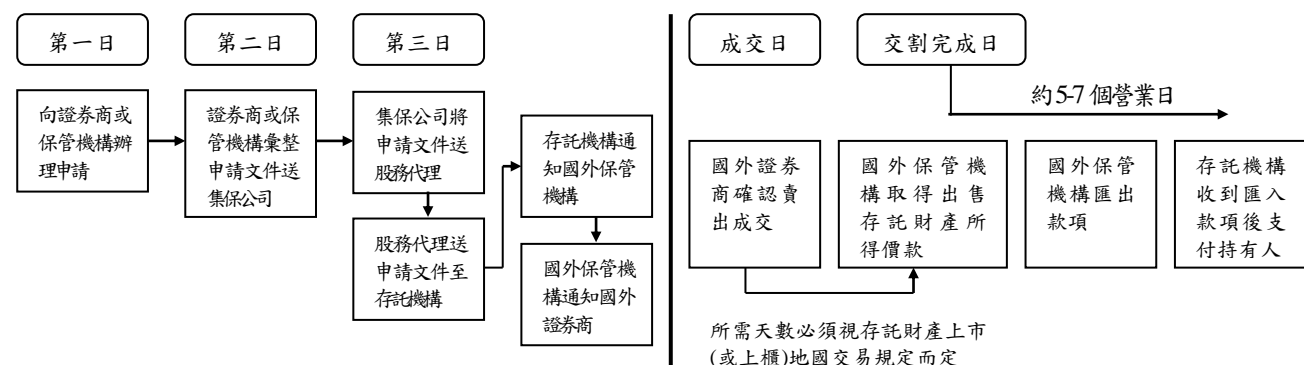 第一日
第二日
第三日
向證券商或
保管機構辦
理申請
證券商或保
管機構彙整
申請文件送
集保公司
集保公司將
申請文件送
股務代理
股務代理送
申請文件至
存託機構
存託機構通
知國外保管
機構
國外保管機
構通知國外
證券商
成交日
交割完成日
約5-7 個營業日
國外證券
商確認賣
出成交
國外保管機
構取得出售
存託財產所
得價款
國外保管
機構匯出
款項
存託機構
收到匯入
款項後支
付持有人
所需天數必須視存託財產上市
(或上櫃)地國交易規定而定